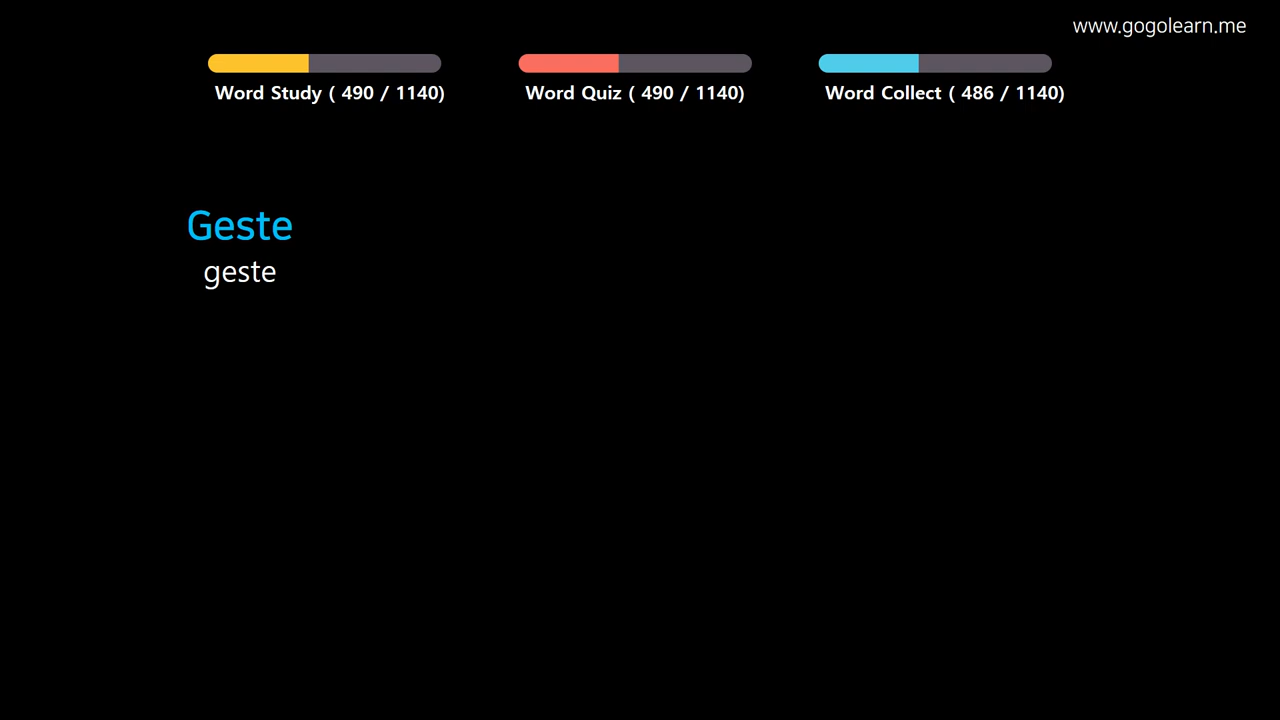 www.gogolearn.me
Word Study ( 490 / 1140)
Word Quiz ( 490 / 1140)
Word Collect ( 486 / 1140)
Geste
geste